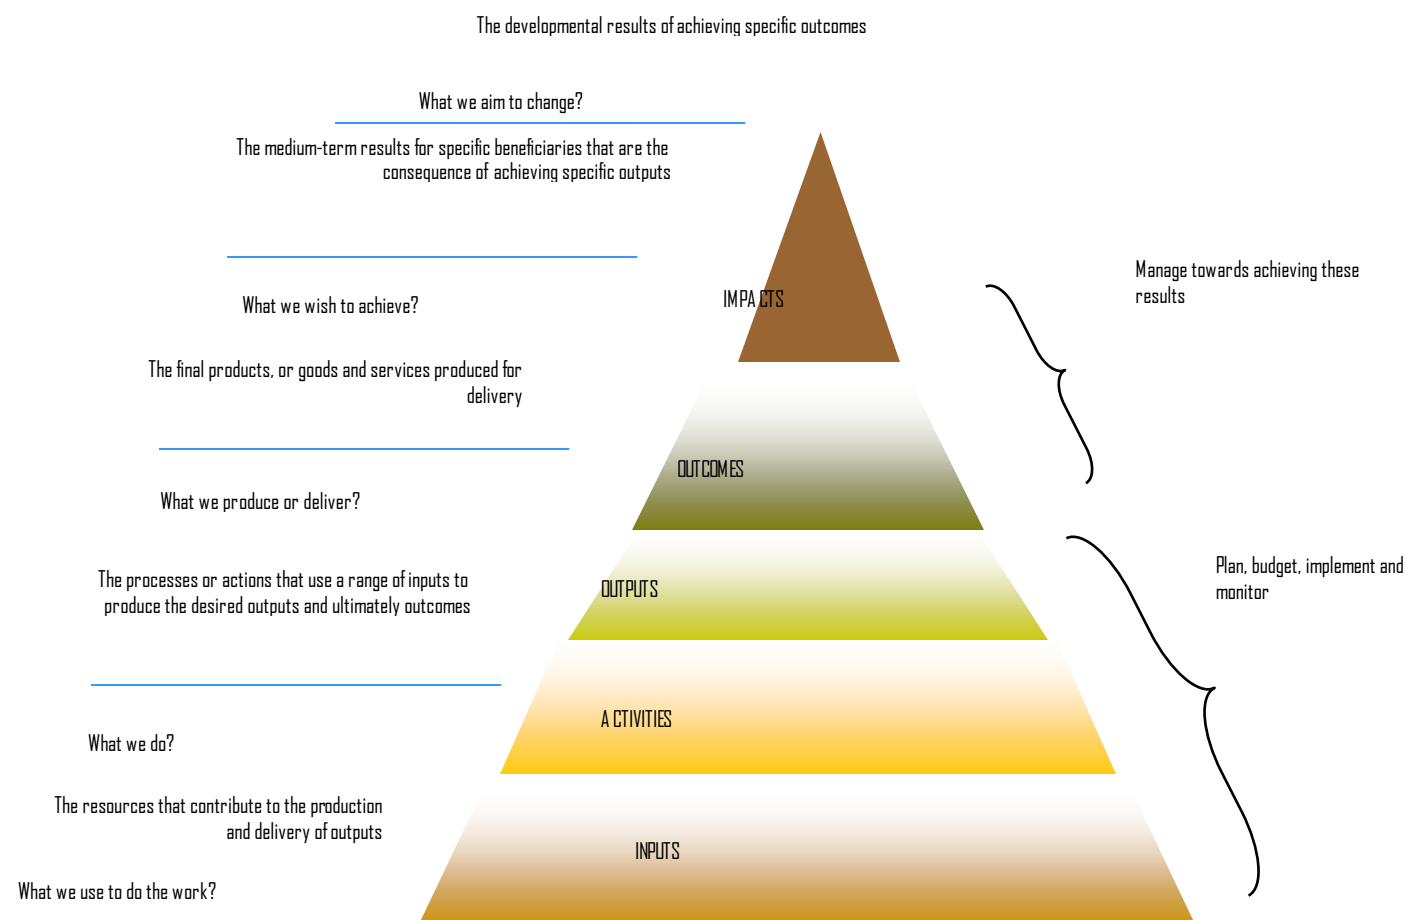 The developmental results of achieving specific outcomes
What we aim to change?
The medium-term results for specific beneficiaries that are the
consequence of achieving specific outputs
Manage towards achieving these
results
IMPACTS
What we wish to achieve?
The final products, or goods and services produced for
delivery
OUTCOMES
What we produce or deliver?
Plan, budget, implement and
monitor
The processes or actions that use a range of inputs to
produce the desired outputs and ultimately outcomes
OUTPUTS
ACTIVITIES
What we do?
The resources that contribute to the production
and delivery of outputs
INPUTS
What we use to do the work?